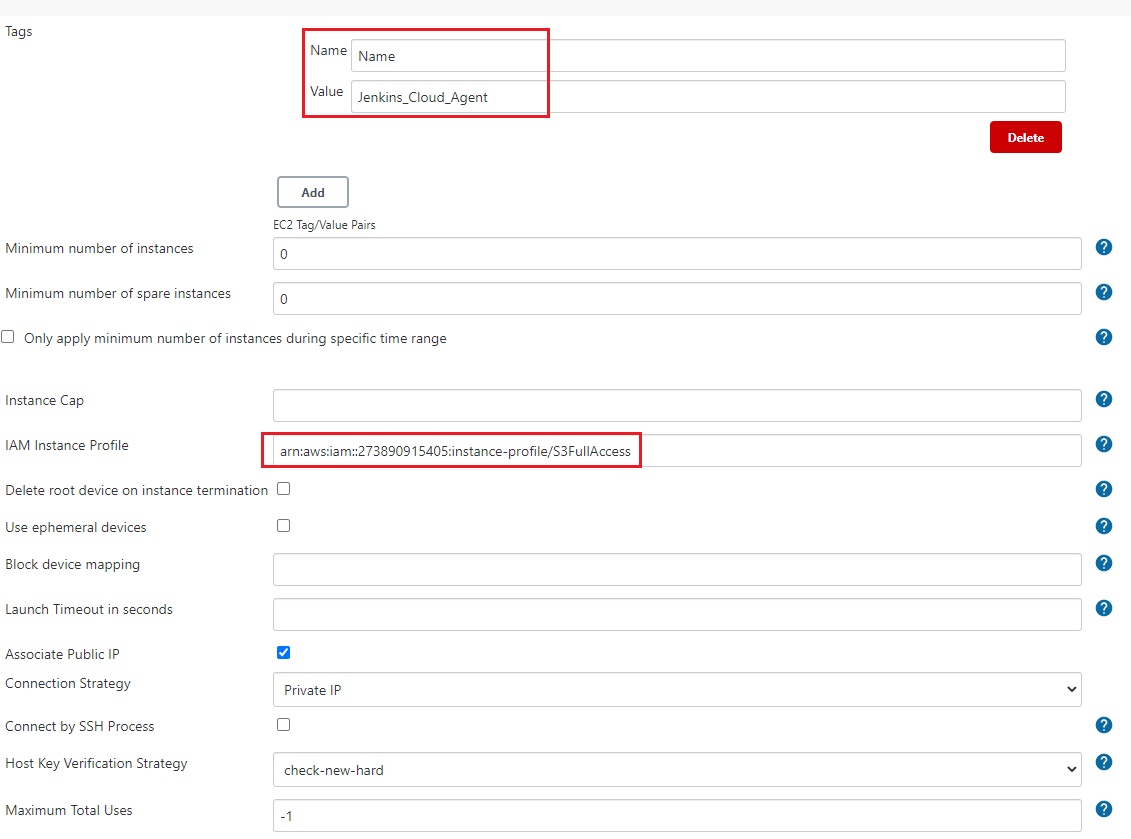 Tags
Name Name
Value Jenkins_Cloud_Agent
Delete
Add
EC2 Tag/Value Pairs
Minimum number of instances 0 ?
Minimum number of spare instances 0 ?
Only apply minimum number of instances during specific time range ?
Instance Cap ?
IAM Instance Profile arn:aws:iam::273890915405:instance-profile/S3FullAccess ?
Delete root device on instance termination ?
Use ephemeral devices ?
Block device mapping ?
Launch Timeout in seconds ?
Associate Public IP
Connection Strategy Private IP
Connect by SSH Process ?
Host Key Verification Strategy check-new-hard ?
Maximum Total Uses -1 ?